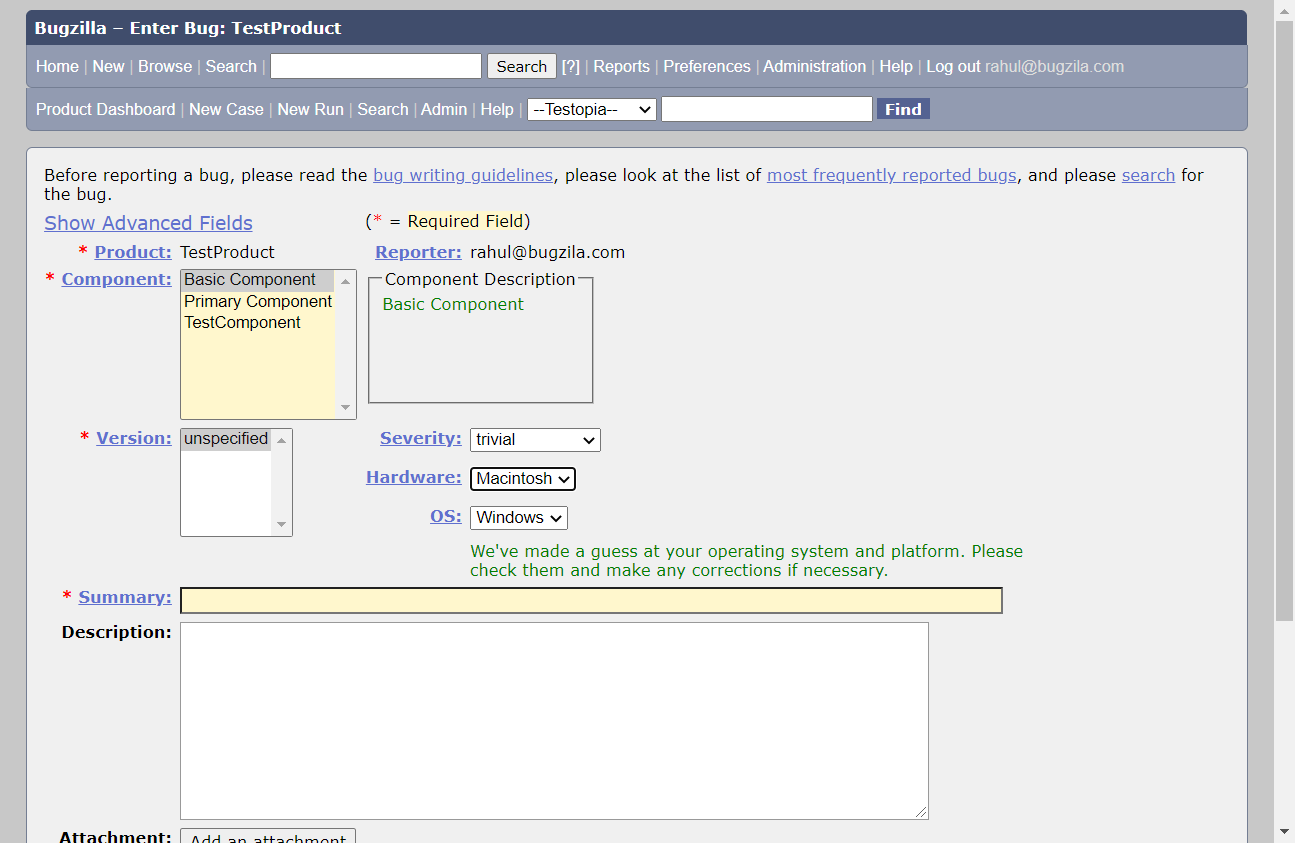 Bugzilla – Enter Bug: TestProduct
Home | New | Browse | Search | Search [?] | Reports | Preferences | Administration | Help | Log out rahul@bugzila.com
Product Dashboard | New Case | New Run | Search | Admin | Help | --Testopia-- Find
Before reporting a bug, please read the bug writing guidelines, please look at the list of most frequently reported bugs, and please search for
the bug.
Show Advanced Fields (* = Required Field)
* Product: TestProduct Reporter: rahul@bugzila.com
* Component: Basic Component Component Description
Primary Component Basic Component
TestComponent
* Version: unspecified Severity: trivial
Hardware: Macintosh
OS: Windows
We've made a guess at your operating system and platform. Please
check them and make any corrections if necessary.
* Summary:
Description:
Attachment: Add an attachment